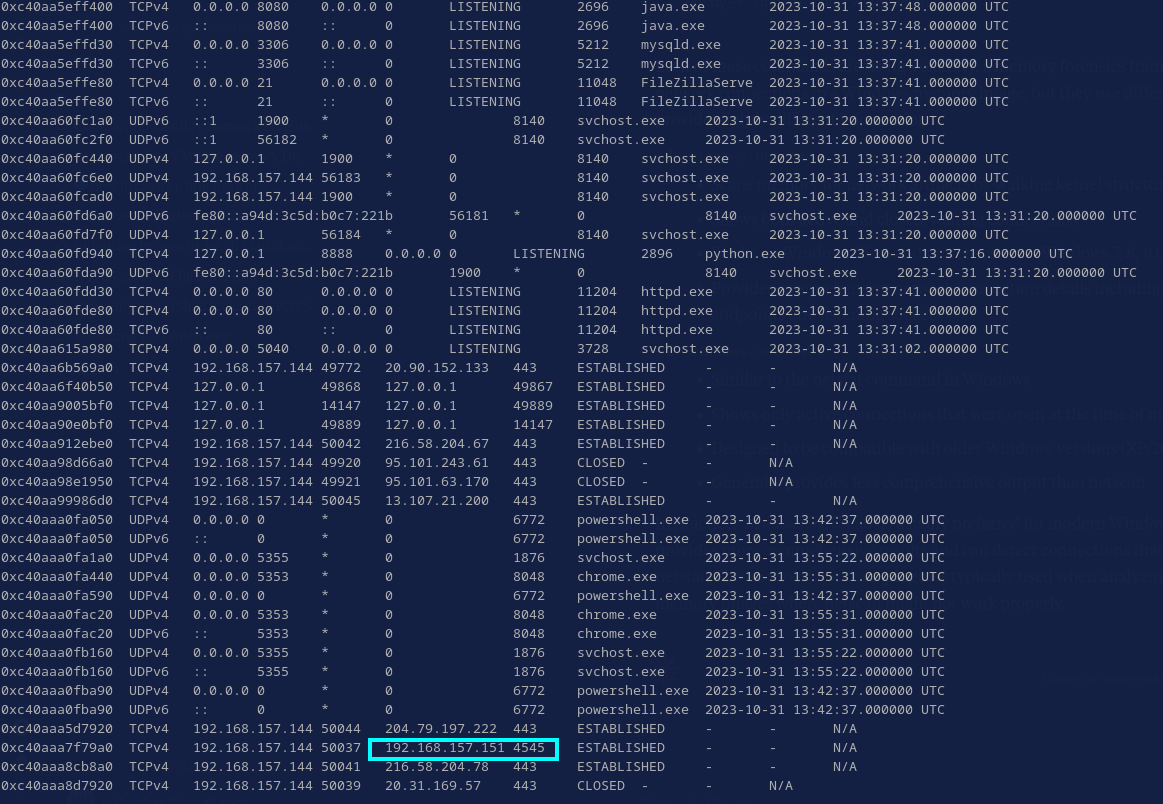 0xc40aa5eff400 TCPv4 0.0.0.0 8080 0.0.0.0 0 LISTENING 2696 java.exe 2023-10-31 13:37:48.000000 UTC
0xc40aa5eff400 TCPv6 :: 8080 :: 0 LISTENING 2696 java.exe 2023-10-31 13:37:48.000000 UTC
0xc40aa5effd30 TCPv4 0.0.0.0 3306 0.0.0.0 0 LISTENING 5212 mysqld.exe 2023-10-31 13:37:41.000000 UTC
0xc40aa5effd30 TCPv6 :: 3306 :: 0 LISTENING 5212 mysqld.exe 2023-10-31 13:37:41.000000 UTC
0xc40aa5effe80 TCPv4 0.0.0.0 21 0.0.0.0 0 LISTENING 11048 FileZillaServe 2023-10-31 13:37:41.000000 UTC
0xc40aa5effe80 TCPv6 :: 21 :: 0 LISTENING 11048 FileZillaServe 2023-10-31 13:37:41.000000 UTC
0xc40aa60fc1a0 UDPv6 ::1 1900 * 0 8140 svchost.exe 2023-10-31 13:31:20.000000 UTC
0xc40aa60fc2f0 UDPv6 ::1 56182 * 0 8140 svchost.exe 2023-10-31 13:31:20.000000 UTC
0xc40aa60fc440 UDPv4 127.0.0.1 1900 * 0 8140 svchost.exe 2023-10-31 13:31:20.000000 UTC
0xc40aa60fc6e0 UDPv4 192.168.157.144 56183 * 0 8140 svchost.exe 2023-10-31 13:31:20.000000 UTC
0xc40aa60fcad0 UDPv4 192.168.157.144 1900 * 0 8140 svchost.exe 2023-10-31 13:31:20.000000 UTC
0xc40aa60fd6a0 UDPv6 fe80::a94d:3c5d:b0c7:221b 56181 * 0 8140 svchost.exe 2023-10-31 13:31:20.000000 UTC
0xc40aa60fd7f0 UDPv4 127.0.0.1 56184 * 0 8140 svchost.exe 2023-10-31 13:31:20.000000 UTC
0xc40aa60fd940 TCPv4 127.0.0.1 8888 0.0.0.0 0 LISTENING 2896 python.exe 2023-10-31 13:37:16.000000 UTC
0xc40aa60fda90 UDPv6 fe80::a94d:3c5d:b0c7:221b 1900 * 0 8140 svchost.exe 2023-10-31 13:31:20.000000 UTC
0xc40aa60fdd30 TCPv4 0.0.0.0 80 0.0.0.0 0 LISTENING 11204 httpd.exe 2023-10-31 13:37:41.000000 UTC
0xc40aa60fde80 TCPv4 0.0.0.0 80 0.0.0.0 0 LISTENING 11204 httpd.exe 2023-10-31 13:37:41.000000 UTC
0xc40aa60fde80 TCPv6 :: 80 :: 0 LISTENING 11204 httpd.exe 2023-10-31 13:37:41.000000 UTC
0xc40aa615a980 TCPv4 0.0.0.0 5040 0.0.0.0 0 LISTENING 3728 svchost.exe 2023-10-31 13:31:02.000000 UTC
0xc40aa6b569a0 TCPv4 192.168.157.144 49772 20.90.152.133 443 ESTABLISHED - - N/A
0xc40aa6f40b50 TCPv4 127.0.0.1 49868 127.0.0.1 49867 ESTABLISHED - - N/A
0xc40aa9005bf0 TCPv4 127.0.0.1 14147 127.0.0.1 49889 ESTABLISHED - - N/A
0xc40aa90e0bf0 TCPv4 127.0.0.1 49889 127.0.0.1 14147 ESTABLISHED - - N/A
0xc40aa912ebe0 TCPv4 192.168.157.144 50042 216.58.204.67 443 ESTABLISHED - - N/A
0xc40aa98d66a0 TCPv4 192.168.157.144 49920 95.101.243.61 443 CLOSED - - N/A
0xc40aa98e1950 TCPv4 192.168.157.144 49921 95.101.63.170 443 CLOSED - - N/A
0xc40aa99986d0 TCPv4 192.168.157.144 50045 13.107.21.200 443 ESTABLISHED - - N/A
0xc40aaa0fa050 UDPv4 0.0.0.0 0 * 0 6772 powershell.exe 2023-10-31 13:42:37.000000 UTC
0xc40aaa0fa050 UDPv6 :: 0 * 0 6772 powershell.exe 2023-10-31 13:42:37.000000 UTC
0xc40aaa0fa1a0 UDPv4 0.0.0.0 5355 * 0 1876 svchost.exe 2023-10-31 13:55:22.000000 UTC
0xc40aaa0fa440 UDPv4 0.0.0.0 5353 * 0 8048 chrome.exe 2023-10-31 13:55:31.000000 UTC
0xc40aaa0fa590 UDPv4 0.0.0.0 0 * 0 6772 powershell.exe 2023-10-31 13:42:37.000000 UTC
0xc40aaa0fac20 UDPv4 0.0.0.0 5353 * 0 8048 chrome.exe 2023-10-31 13:55:31.000000 UTC
0xc40aaa0fac20 UDPv6 :: 5353 * 0 8048 chrome.exe 2023-10-31 13:55:31.000000 UTC
0xc40aaa0fb160 UDPv4 0.0.0.0 5355 * 0 1876 svchost.exe 2023-10-31 13:55:22.000000 UTC
0xc40aaa0fb160 UDPv6 :: 5355 * 0 1876 svchost.exe 2023-10-31 13:55:22.000000 UTC
0xc40aaa0fba90 UDPv4 0.0.0.0 0 * 0 6772 powershell.exe 2023-10-31 13:42:37.000000 UTC
0xc40aaa0fba90 UDPv6 :: 0 * 0 6772 powershell.exe 2023-10-31 13:42:37.000000 UTC
0xc40aaa5d7920 TCPv4 192.168.157.144 50044 204.79.197.222 443 ESTABLISHED - - N/A
0xc40aaa7f79a0 TCPv4 192.168.157.144 50037 192.168.157.151 4545 ESTABLISHED - - N/A
0xc40aaa8cb8a0 TCPv4 192.168.157.144 50041 216.58.204.78 443 ESTABLISHED - - N/A
0xc40aaa8d7920 TCPv4 192.168.157.144 50039 20.31.169.57 443 CLOSED - - N/A